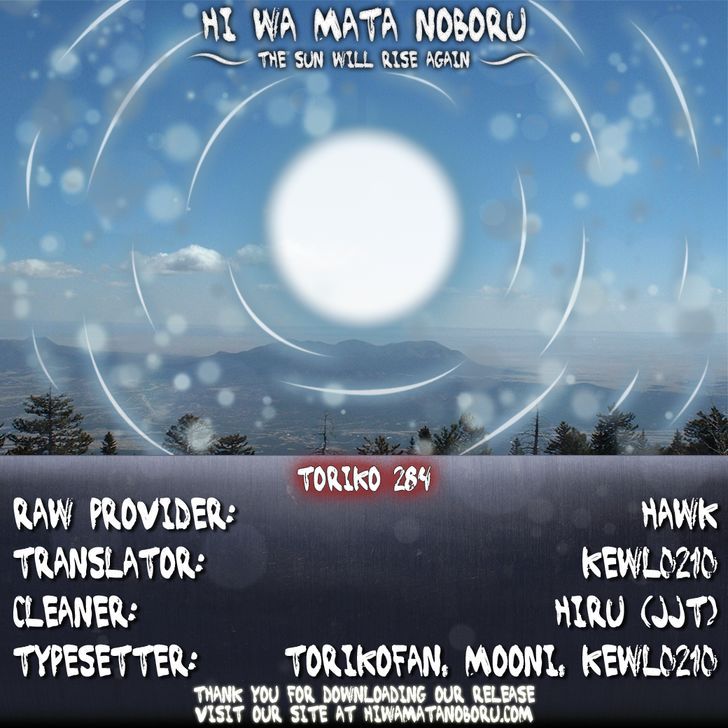 HI WA MATA NOBORU
THE SUN WILL RISE AGAIN
TORIKO 264
RAW PROVIDER: HAWK
TRANSLATOR: KEWL0210
CLEANER: HIRU (JJT)
TYPESETTER: TORIKOFAN, MOONI, KEWL0210
THANK YOU FOR DOWNLOADING OUR RELEASE
VISIT OUR SITE AT HIWAMATANOBORU.COM